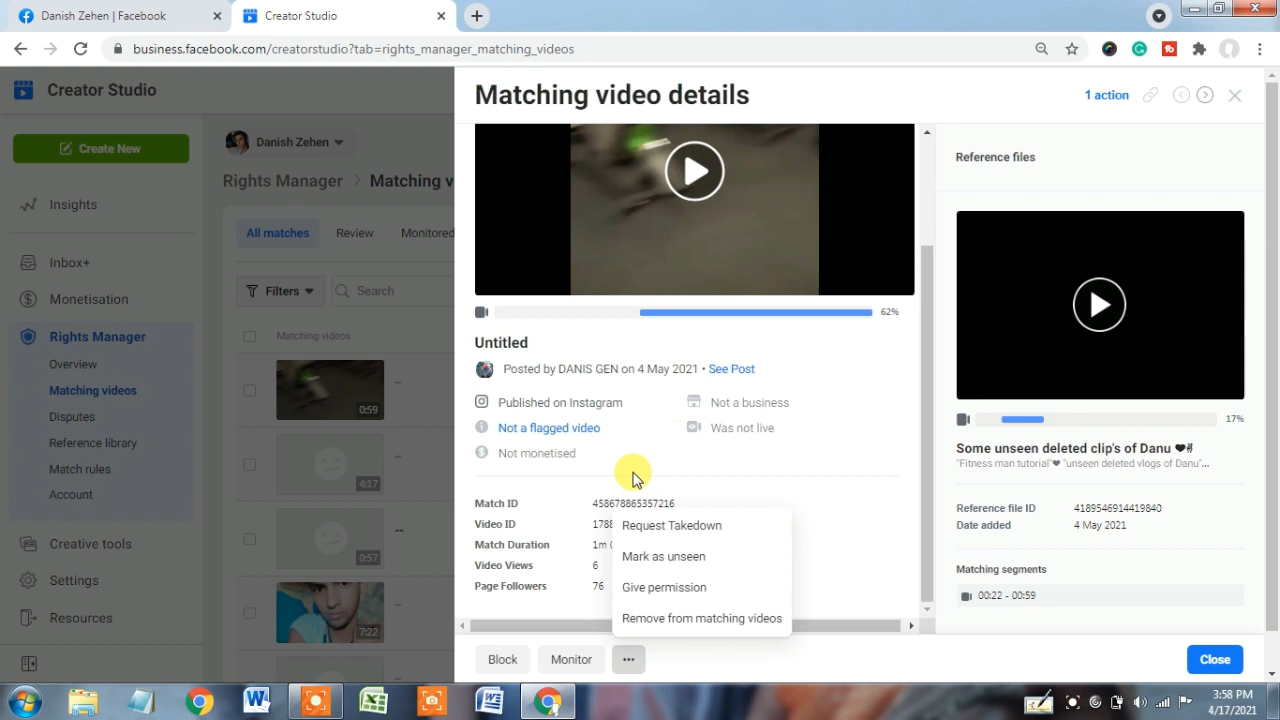 Danish Zehen | Facebook
Creator Studio
business.facebook.com/creatorstudio?tab=rights_manager_matching_videos
Creator Studio
Create New
Insights
Inbox+
Monetisation
Rights Manager
Overview
Matching videos
Disputes
Reference library
Match rules
Account
Creative tools
Settings
Resources
Danish Zehen
Rights Manager > Matching v
All matches Review Monitored
Filters Search
Matching videos
0:59
4:17
0:57
7:22
Matching video details
1 action
62%
Untitled
Posted by DANIS GEN on 4 May 2021 • See Post
Published on Instagram Not a business
Not a flagged video Was not live
Not monetised
Match ID 458678865357216
Video ID 1788
Match Duration 1m
Video Views 6
Page Followers 76
Request Takedown
Mark as unseen
Give permission
Remove from matching videos
Block Monitor ••• Close
Reference files
17%
Some unseen deleted clip's of Danu ❤✌
"Fitness man tutorial"❤ "unseen deleted vlogs of Danu"...
Reference file ID 4189546914419840
Date added 4 May 2021
Matching segments
00:22 - 00:59
3:58 PM
4/17/2021